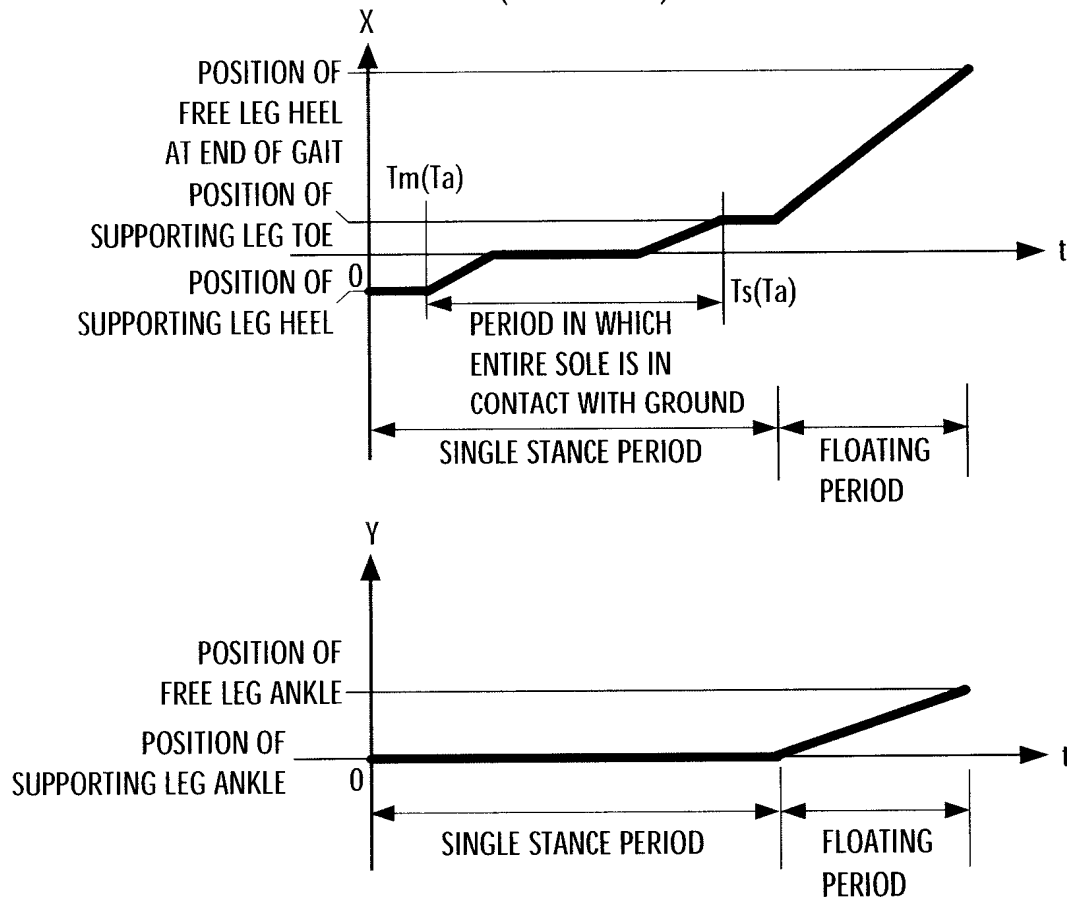 X
POSITION OF
FREE LEG HEEL
AT END OF GAIT
Tm(Ta)
POSITION OF
SUPPORTING LEG TOE
0
t
POSITION OF
SUPPORTING LEG HEEL
Ts(Ta)
PERIOD IN WHICH
ENTIRE SOLE IS IN
CONTACT WITH GROUND
SINGLE STANCE PERIOD
FLOATING
PERIOD
Y
POSITION OF
FREE LEG ANKLE
POSITION OF
SUPPORTING LEG ANKLE
0
t
SINGLE STANCE PERIOD
FLOATING
PERIOD